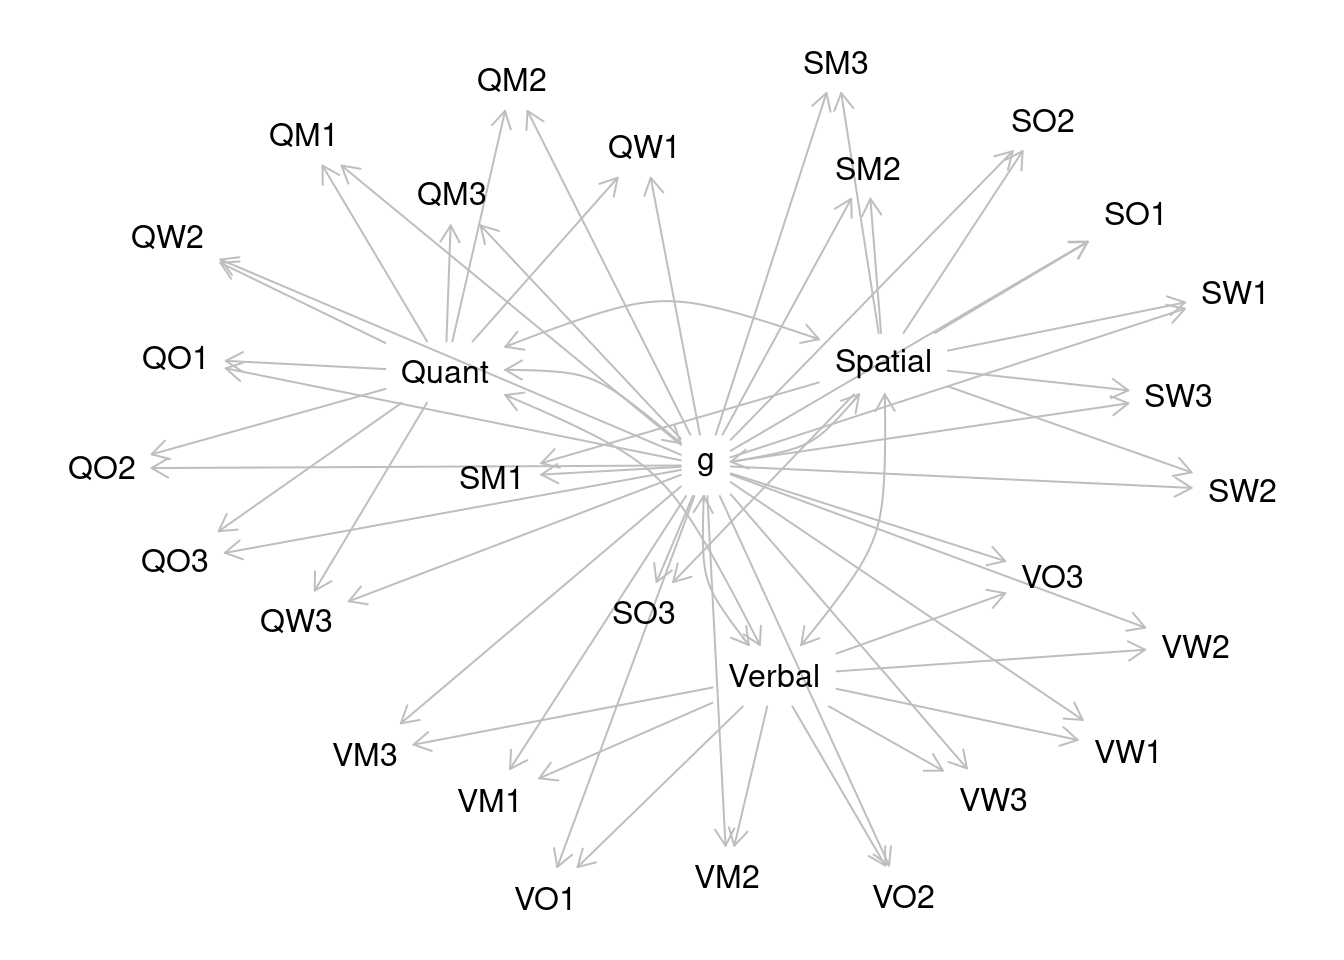 SM3
QM2
SO2
QM1
QW1
SM2
QM3
SO1
QW2
SW1
QO1
Spatial
Quant
SW3
g
QO2
SM1
SW2
QO3
VO3
SO3
QW3
VW2
Verbal
VM3
VW1
VM1
VW3
VM2
VO1
VO2